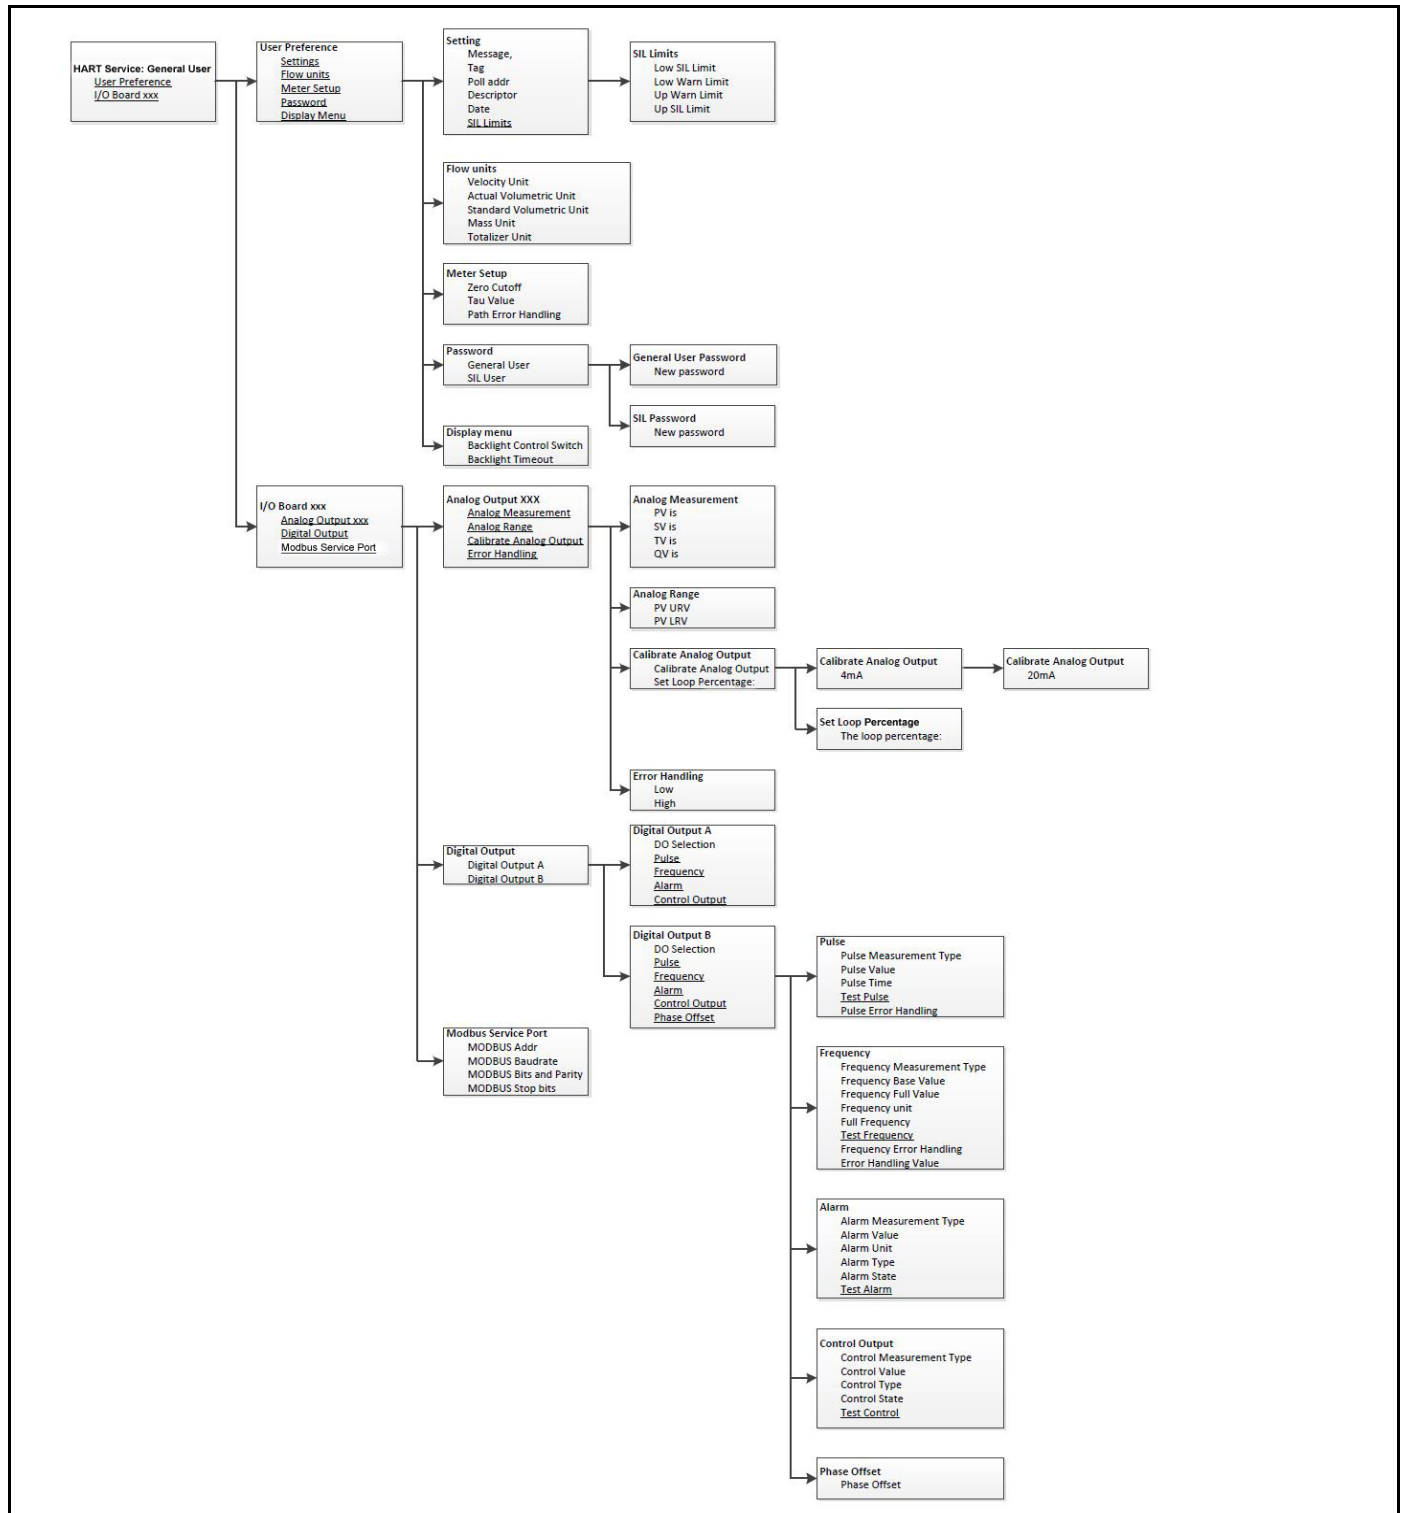 HART Service: General User
User Preference
I/O Board xxx
User Preference
Settings
Flow units
Meter Setup
Password
Display Menu
Setting
Message,
Tag
Poll addr
Descriptor
Date
SIL Limits
SIL Limits
Low SIL Limit
Low Warn Limit
Up Warn Limit
Up SIL Limit
Flow units
Velocity Unit
Actual Volumetric Unit
Standard Volumetric Unit
Mass Unit
Totalizer Unit
Meter Setup
Zero Cutoff
Tau Value
Path Error Handling
Password
General User
SIL User
General User Password
New password
SIL Password
New password
Display menu
Backlight Control Switch
Backlight Timeout
I/O Board xxx
Analog Output xxx
Digital Output
Modbus Service Port
Analog Output XXX
Analog Measurement
Analog Range
Calibrate Analog Output
Error Handling
Analog Measurement
PV is
SV is
TV is
QV is
Analog Range
PV URV
PV LRV
Calibrate Analog Output
Calibrate Analog Output
Set Loop Percentage:
Calibrate Analog Output
4mA
Calibrate Analog Output
20mA
Set Loop Percentage
The loop percentage:
Error Handling
Low
High
Digital Output
Digital Output A
Digital Output B
Digital Output A
DO Selection
Pulse
Frequency
Alarm
Control Output
Digital Output B
DO Selection
Pulse
Frequency
Alarm
Control Output
Phase Offset
Pulse
Pulse Measurement Type
Pulse Value
Pulse Time
Test Pulse
Pulse Error Handling
Modbus Service Port
MODBUS Addr
MODBUS Baudrate
MODBUS Bits and Parity
MODBUS Stop bits
Frequency
Frequency Measurement Type
Frequency Base Value
Frequency Full Value
Frequency unit
Full Frequency
Test Frequency
Frequency Error Handling
Error Handling Value
Alarm
Alarm Measurement Type
Alarm Value
Alarm Unit
Alarm Type
Alarm State
Test Alarm
Control Output
Control Measurement Type
Control Value
Control Type
Control State
Test Control
Phase Offset
Phase Offset